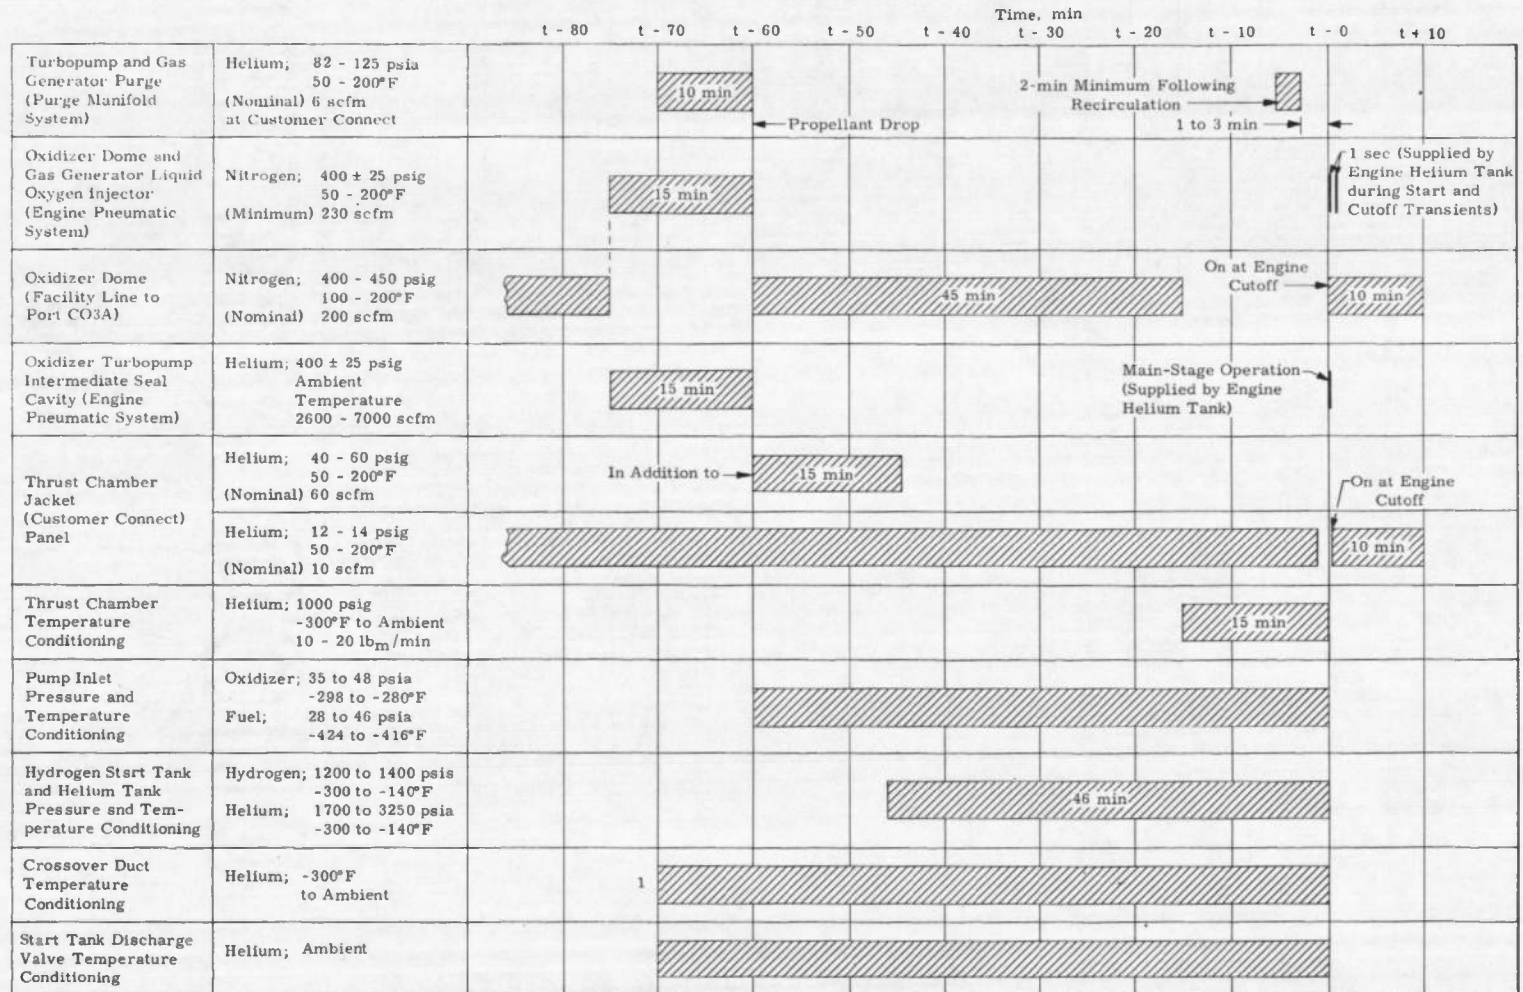 Time, min
t - 80 t - 70 t - 60 t - 50 t - 40 t - 30 t - 20 t - 10 t - 0 t + 10
Turbopump and Gas
Generator Purge
(Purge Manifold
System)
Helium; 82 - 125 psia
50 - 200°F
(Nominal) 6 scfm
at Customer Connect
10 min
Propellant Drop
2-min Minimum Following
Recirculation
1 to 3 min
Oxidizer Dome and
Gas Generator Liquid
Oxygen Injector
(Engine Pneumatic
System)
Nitrogen; 400 ± 25 psig
50 - 200°F
(Minimum) 230 scfm
15 min
1 sec (Supplied by
Engine Helium Tank
during Start and
Cutoff Transients)
Oxidizer Dome
(Facility Line to
Port CO3A)
Nitrogen; 400 - 450 psig
100 - 200°F
(Nominal) 200 scfm
45 min
On at Engine
Cutoff
10 min
Oxidizer Turbopump
Intermediate Seal
Cavity (Engine
Pneumatic System)
Helium; 400 ± 25 psig
Ambient
Temperature
2600 - 7000 scfm
15 min
Main-Stage Operation
(Supplied by Engine
Helium Tank)
Thrust Chamber
Jacket
(Customer Connect)
Panel
Helium; 40 - 60 psig
50 - 200°F
(Nominal) 60 scfm
In Addition to
15 min
On at Engine
Cutoff
Helium; 12 - 14 psig
50 - 200°F
(Nominal) 10 scfm
10 min
Thrust Chamber
Temperature
Conditioning
Helium; 1000 psig
-300°F to Ambient
10 - 20 lbm/min
15 min
Pump Inlet
Pressure and
Temperature
Conditioning
Oxidizer; 35 to 48 psia
-298 to -280°F
Fuel; 28 to 46 psia
-424 to -416°F
Hydrogen Stsrt Tank
and Helium Tank
Pressure snd Tem-
perature Conditioning
Hydrogen; 1200 to 1400 psis
-300 to -140°F
Helium; 1700 to 3250 psia
-300 to -140°F
46 min
Crossover Duct
Temperature
Conditioning
Helium; -300°F
to Ambient
1
Start Tank Discharge
Valve Temperature
Conditioning
Helium; Ambient